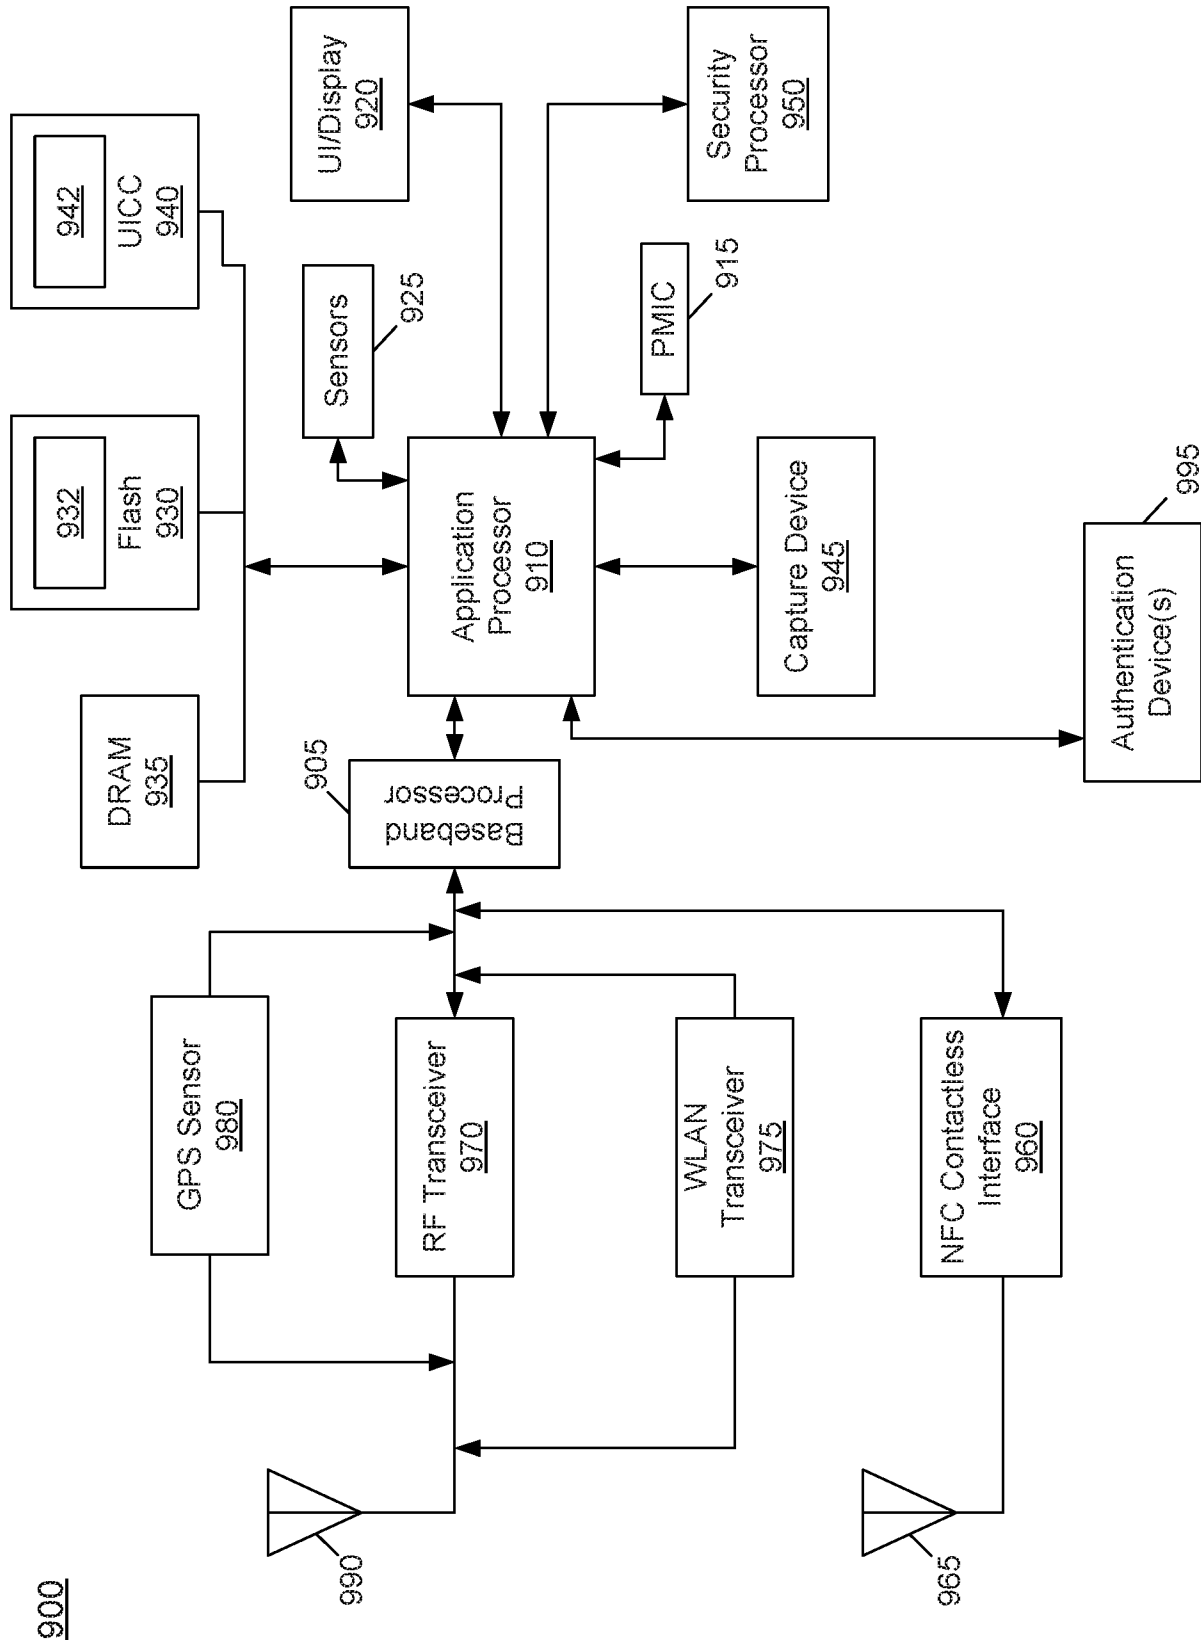 900
990
965
GPS Sensor
980
RF Transceiver
970
WLAN
Transceiver
975
NFC Contactless
Interface
960
905
Baseband
Processor
DRAM
935
932
Flash
930
942
UICC
940
Application
Processor
910
Sensors
925
UI/Display
920
Security
Processor
950
PMIC
915
Capture Device
945
Authentication
Device(s)
995